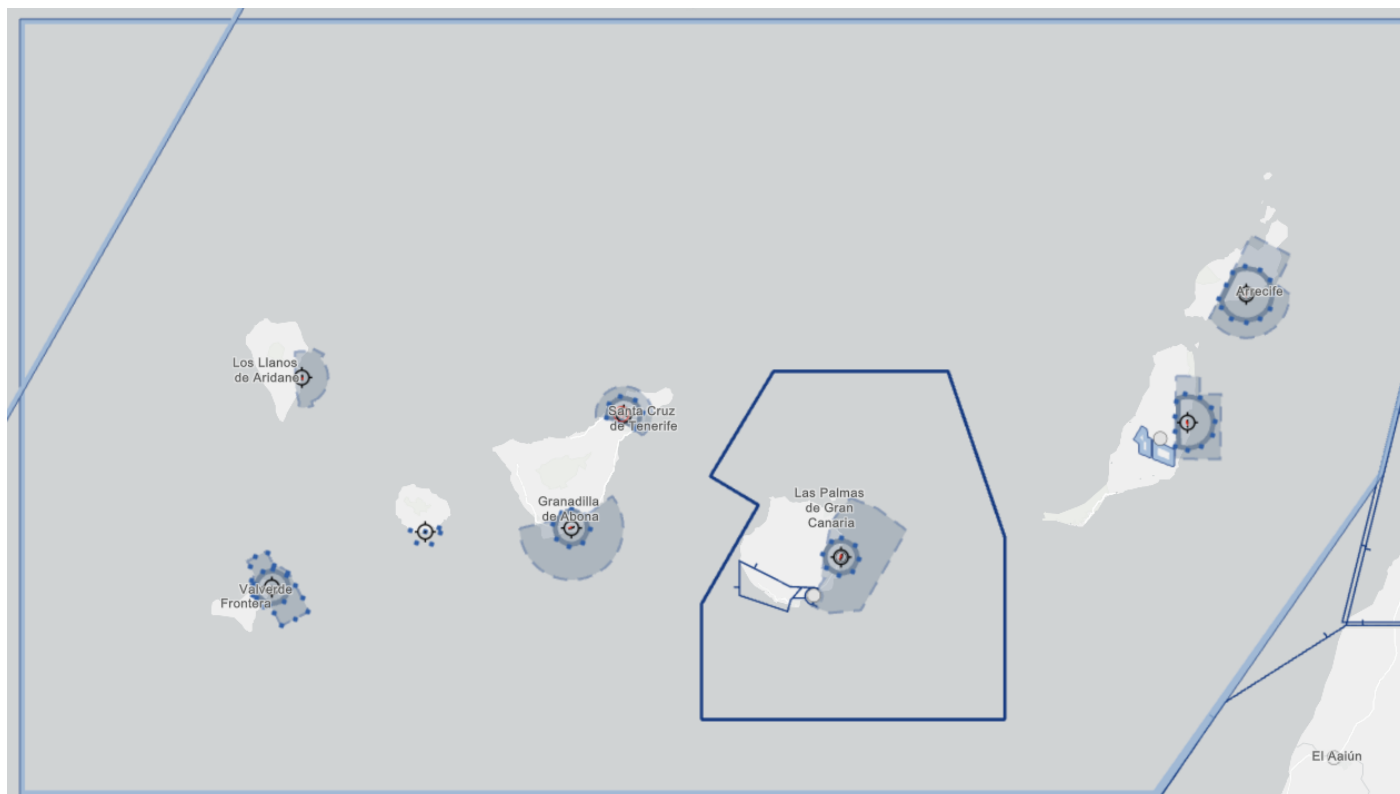 Arrecife
Los Llanos
de Aridane
Santa Cruz
de Tenerife
Granadilla
de Abona
Las Palmas
de Gran
Canaria
Valverde
Frontera
El Aaiún